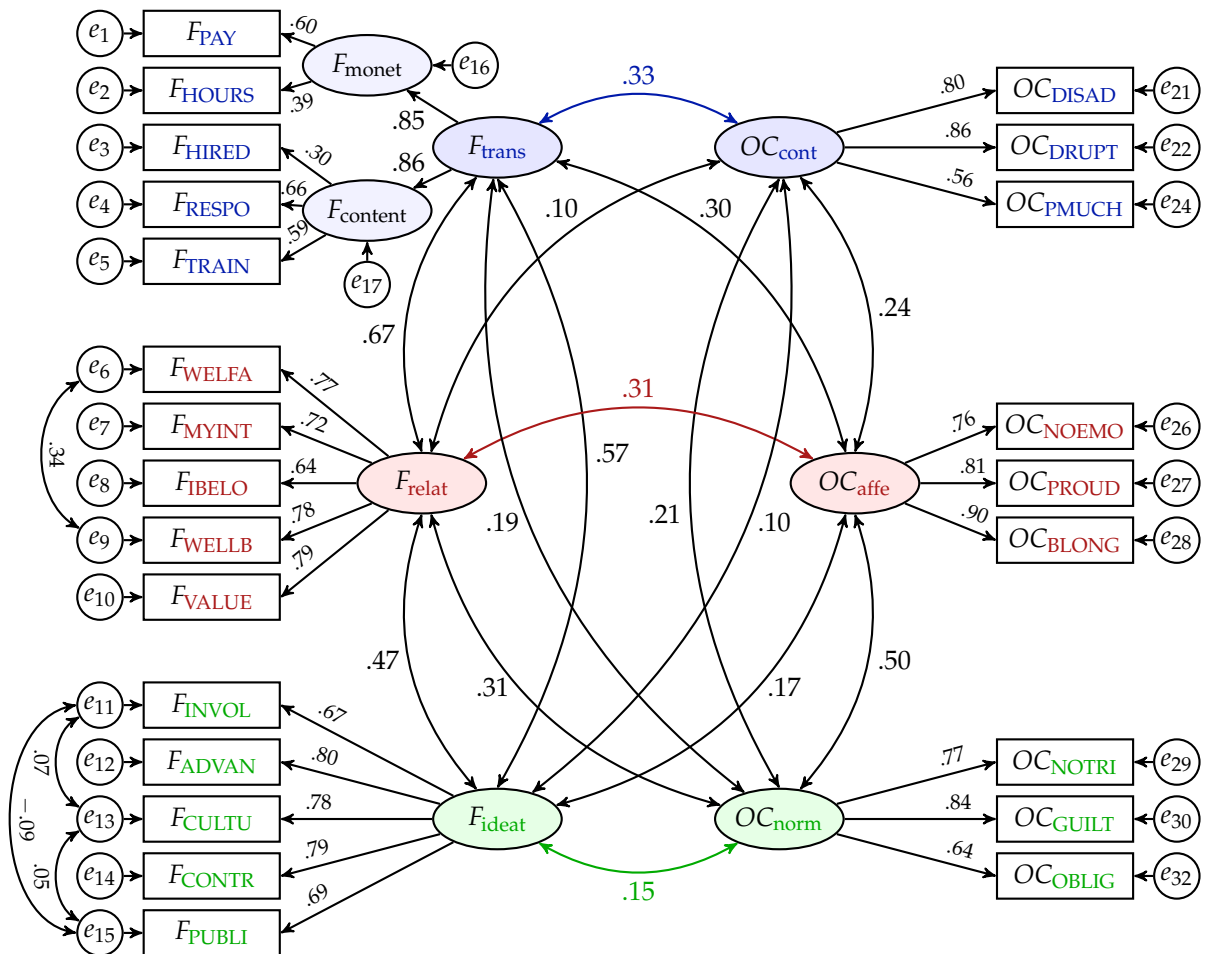 e1 F_PAY .60
F_monet e16
e2 F_HOURS .39
.85
.33
e3 F_HIRED .30
.86
F_trans
OC_cont
.80 OC_DISAD e21
.86 OC_DRUPT e22
.56 OC_PMUCH e24
e4 F_RESPO .66
F_content
e5 F_TRAIN .59
e17
.10
.30
.67
.24
e6 F_WELFA .77
e7 F_MYINT .72
.34
e8 F_IBELO .64
e9 F_WELLB .78
e10 F_VALUE .79
F_relat
.31
OC_affe
.76 OC_NOEMO e26
.81 OC_PROUD e27
.90 OC_BLONG e28
.57
.19
.21
.10
.47
.31
.17
.50
e11 F_INVOL .67
.07
e12 F_ADVAN .80
−.09
e13 F_CULTU .78
.05
e14 F_CONTR .79
e15 F_PUBLI .69
F_ideat
.15
OC_norm
.77 OC_NOTRI e29
.84 OC_GUILT e30
.64 OC_OBLIG e32